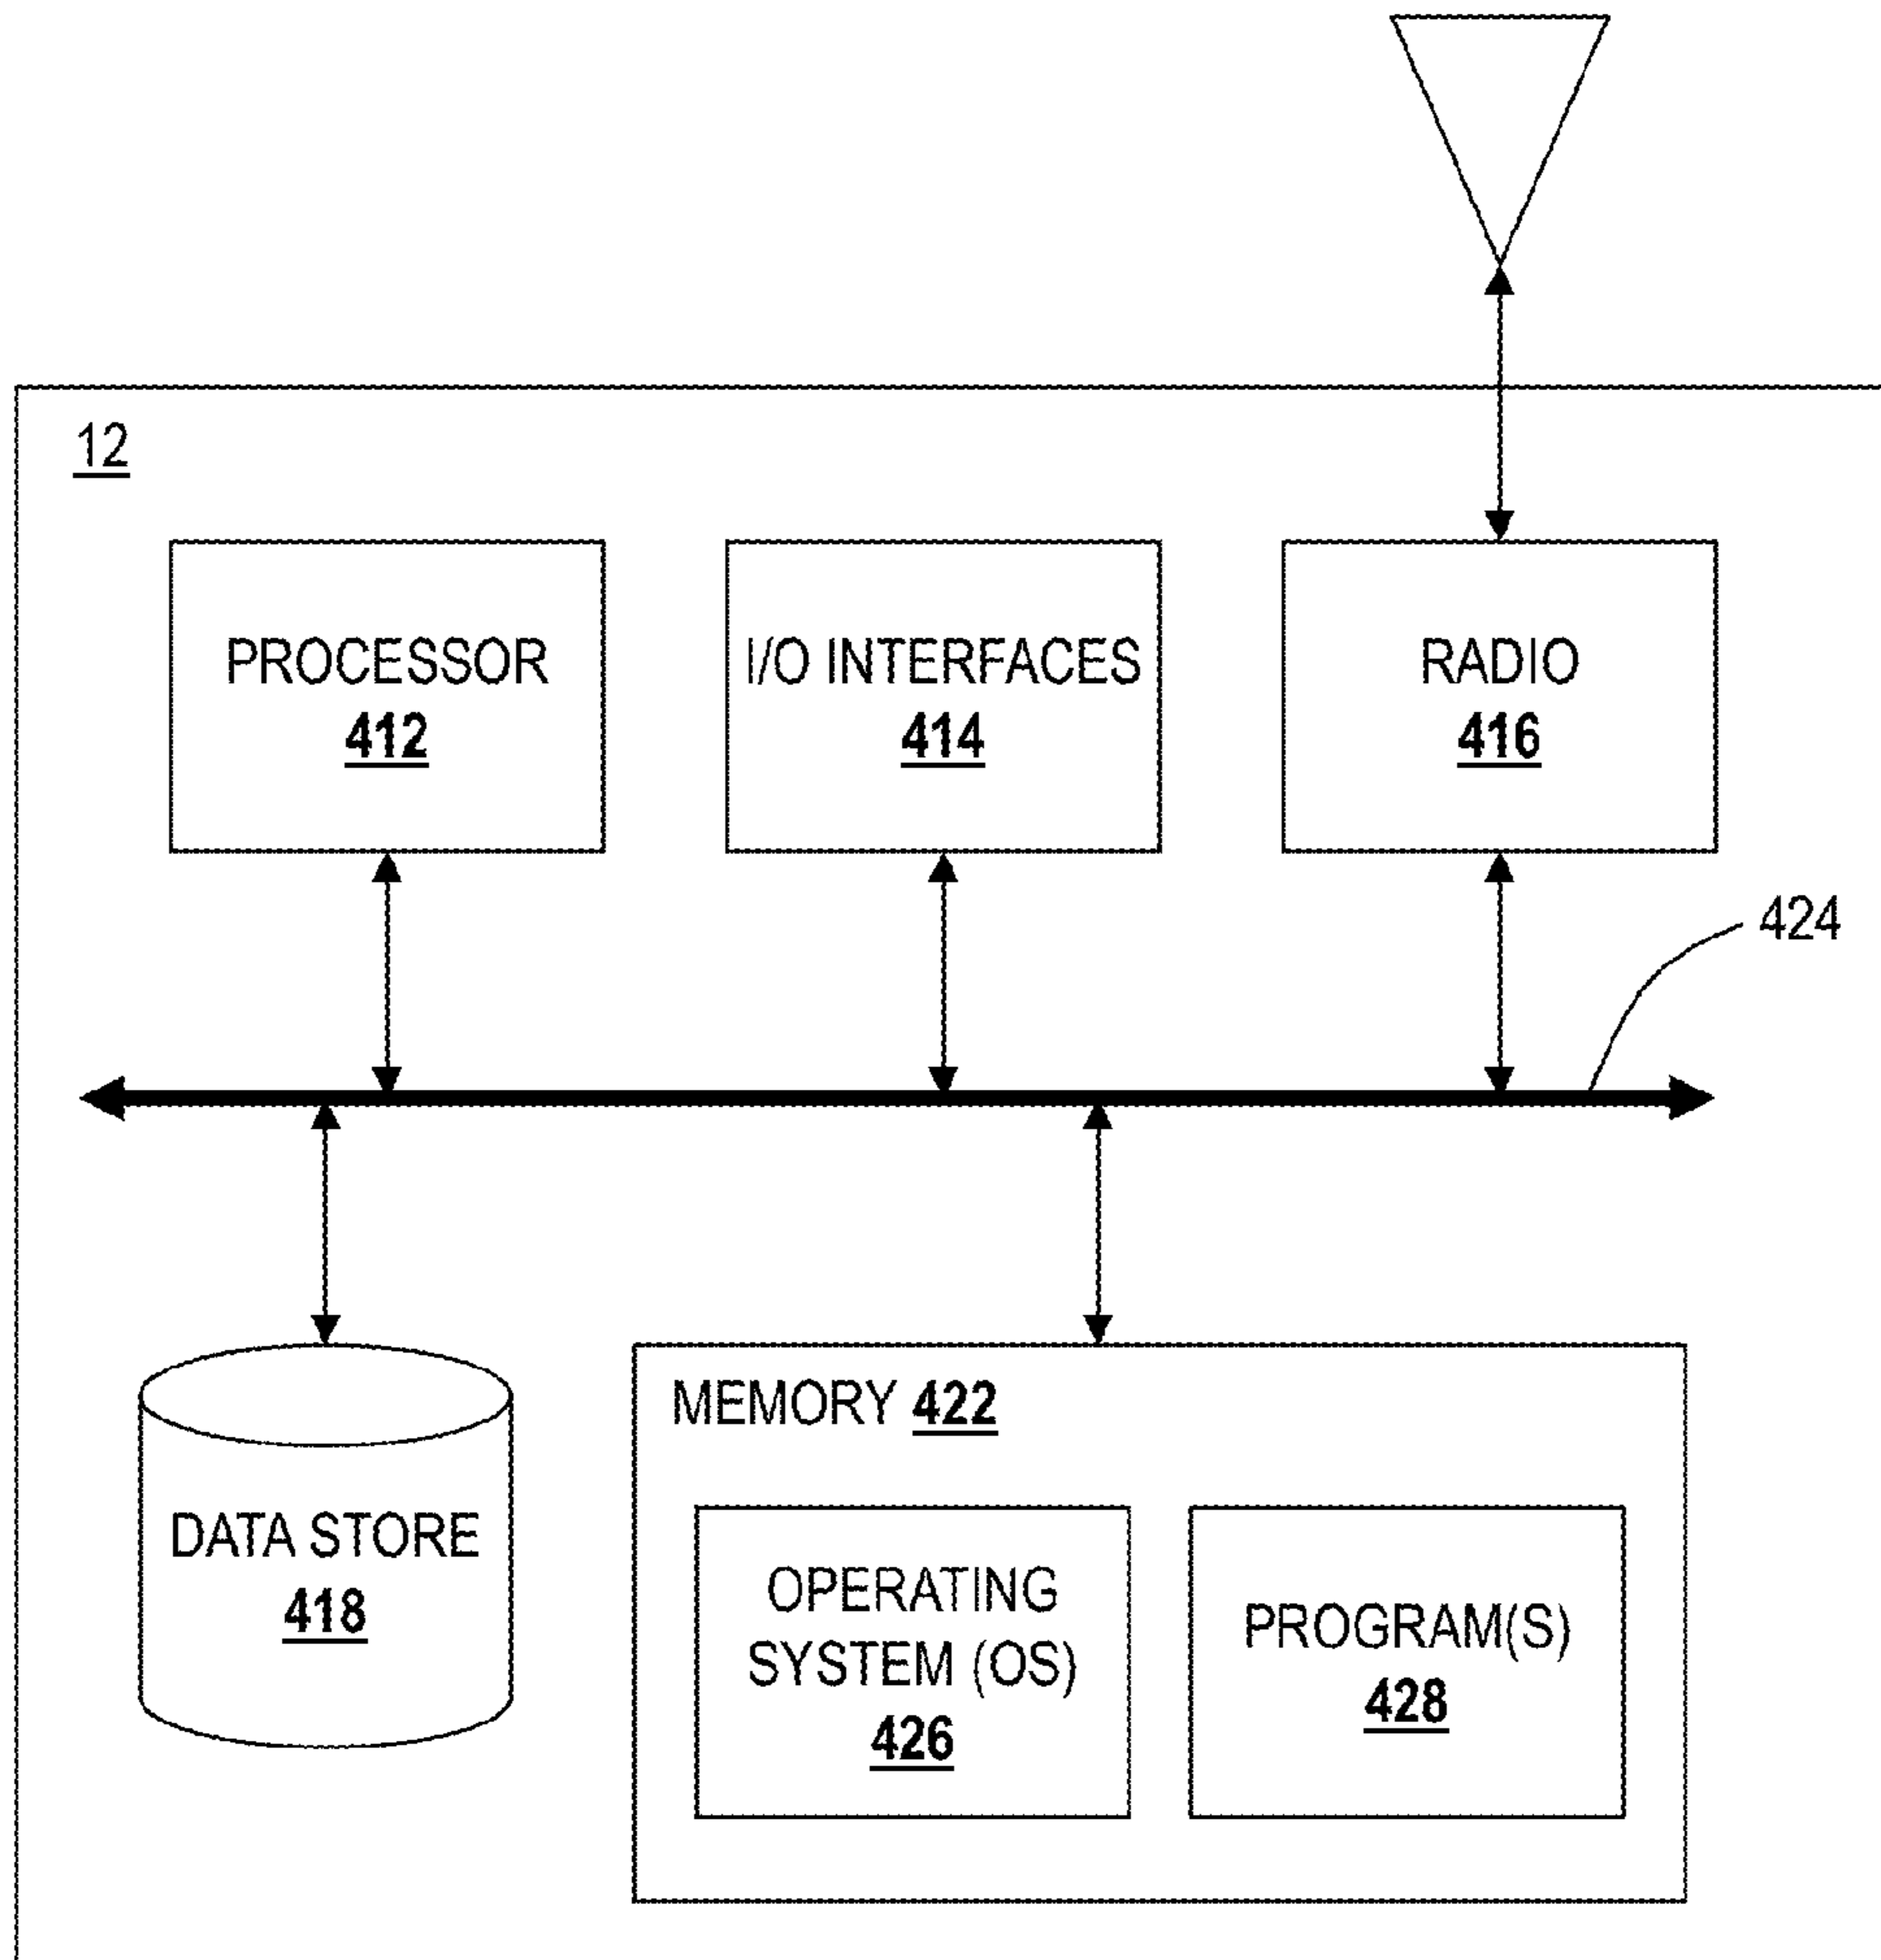 12
PROCESSOR
412
I/O INTERFACES
414
RADIO
416
424
DATA STORE
418
MEMORY 422
OPERATING
SYSTEM (OS)
426
PROGRAM(S)
428